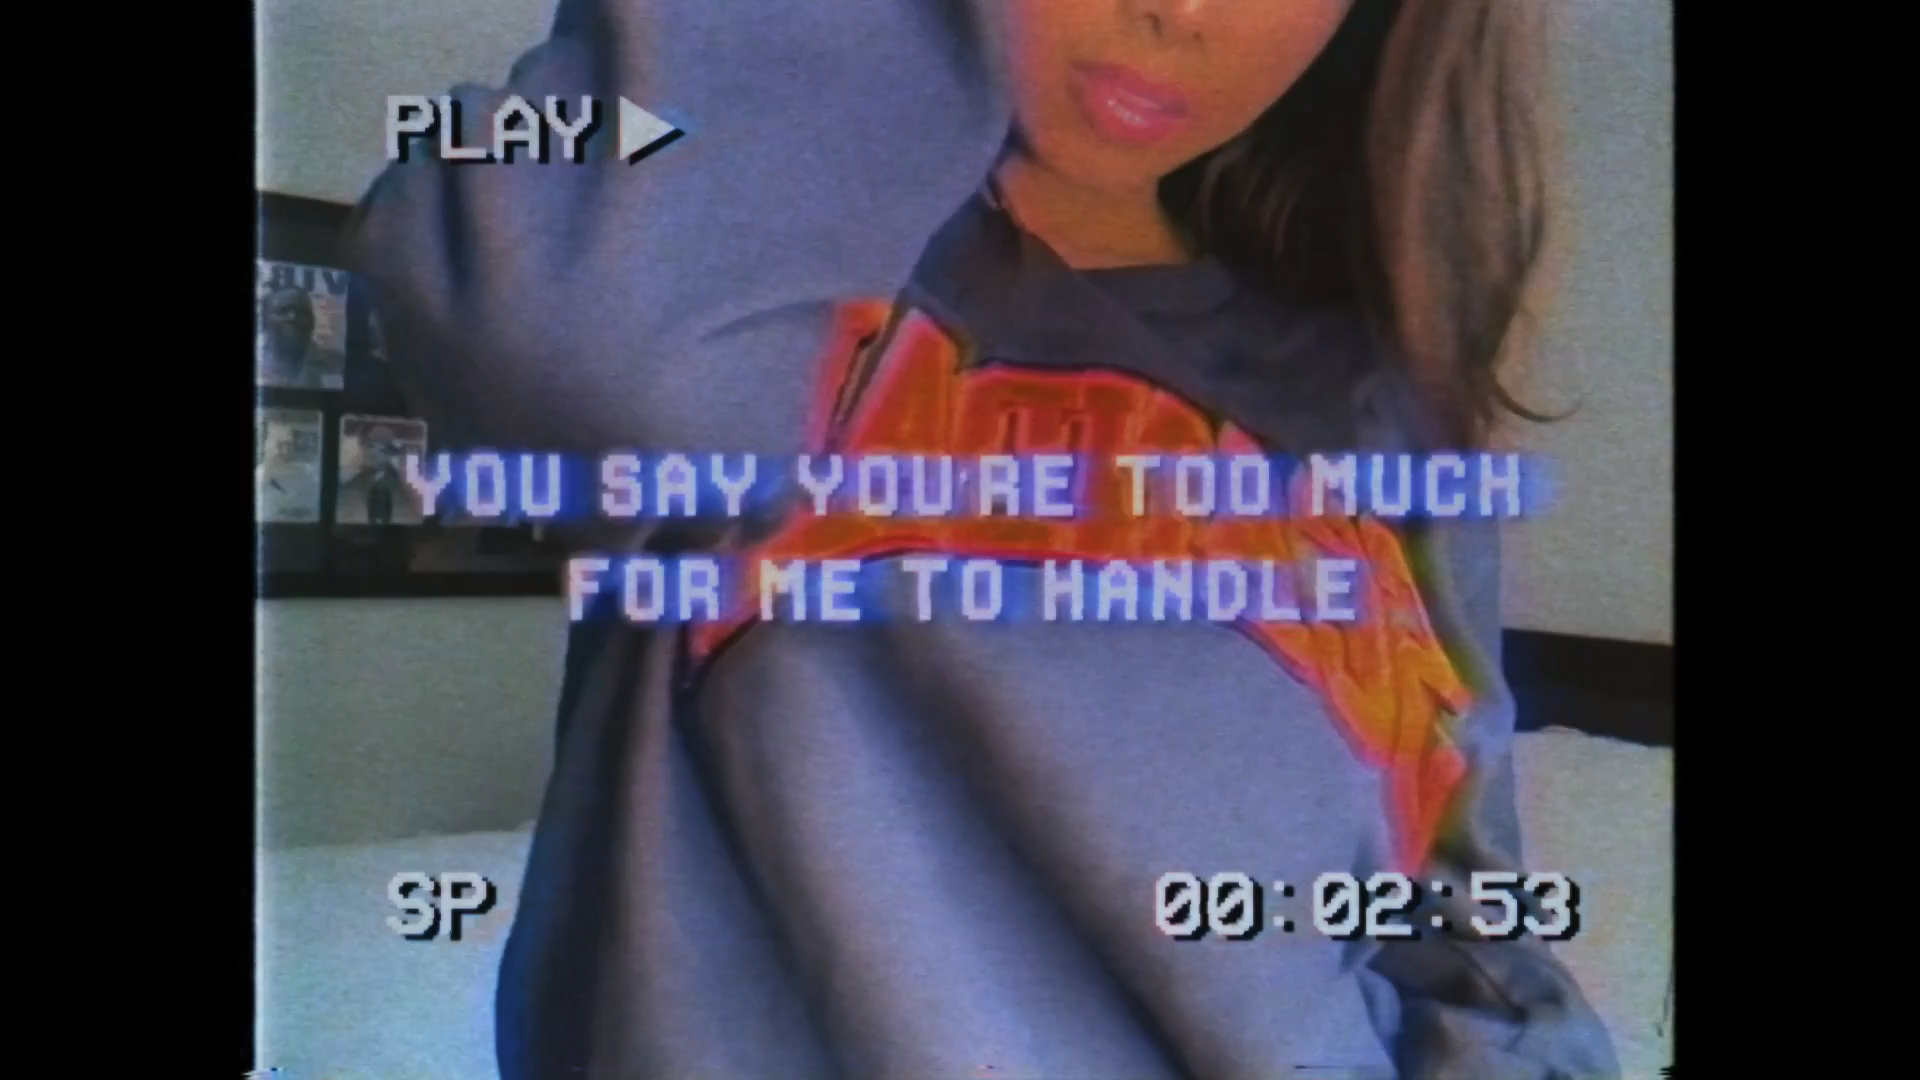 PLAY
YOU SAY YOU'RE TOO MUCH
FOR ME TO HANDLE
SP
00:02:53